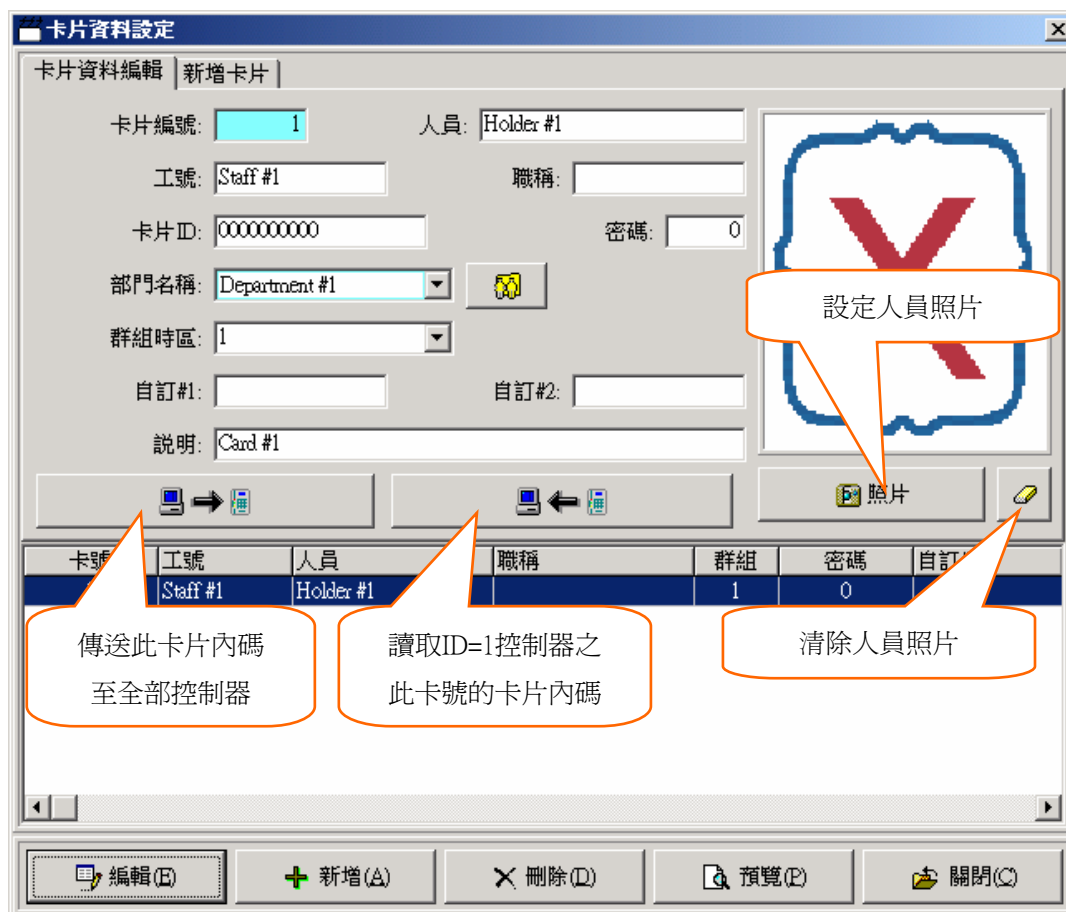 卡片資料設定
卡片資料編輯 新增卡片
卡片編號: 1 人員: Holder #1
工號: Staff #1 職稱:
卡片ID: 0000000000 密碼: 0
部門名稱: Department #1
設定人員照片
群組時區: 1
自訂#1: 自訂#2:
說明: Card #1
照片
卡號 工號 人員 職稱 群組 密碼 自訂
Staff #1 Holder #1 1 0
傳送此卡片內碼
至全部控制器
讀取ID=1控制器之
此卡號的卡片內碼
清除人員照片
編輯(E) 新增(A) 刪除(D) 預覽(P) 關閉(C)